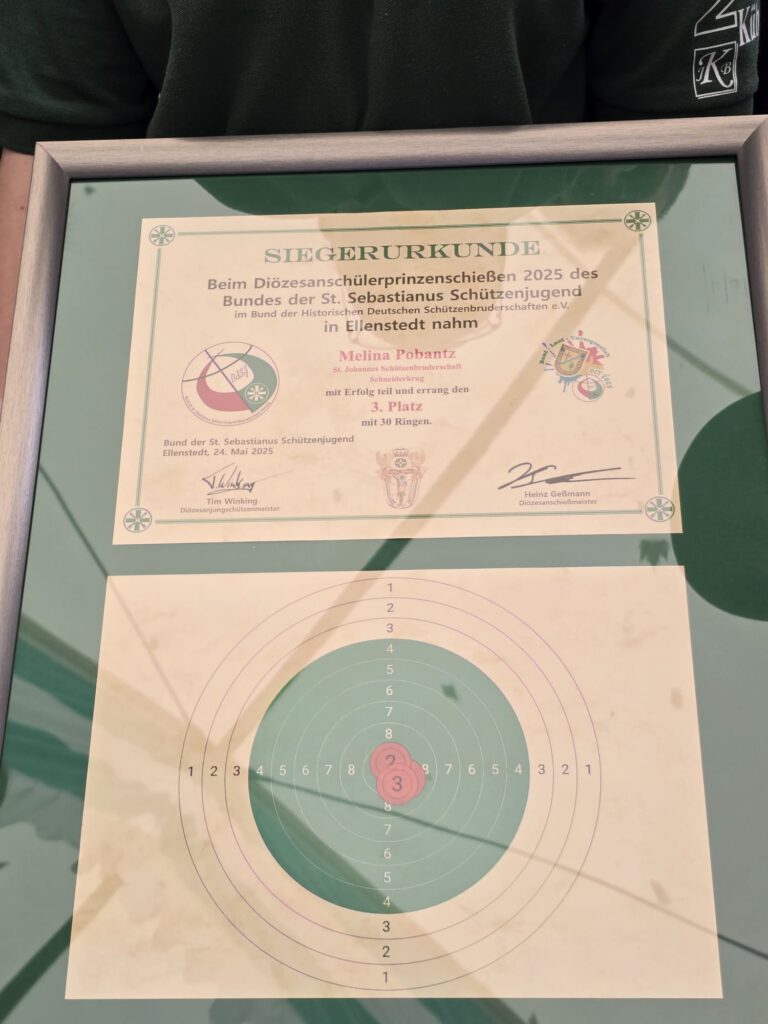 K
SIEGERURKUNDE
Beim Diözesanschülerprinzenschießen 2025 des
Bundes der St. Sebastianus Schützenjugend
im Bund der Historischen Deutschen Schützenbruderschaften e.V.
in Ellenstedt nahm
Melina Pobantz
St. Johannes Schützenbruderschaft
Schneiderkrug
mit Erfolg teil und errang den
3. Platz
mit 30 Ringen.
Bund der St. Sebastianus Schützenjugend
Ellenstedt, 24. Mai 2025
T. Winking
Tim Winking
Diözesanjungschützenmeister
Heinz Geßmann
Diözesanschießmeister
1
2
3
4
5
6
7
8
1 2 3 4 5 6 7 8 2 8 7 6 5 4 3 2 1
3
8
7
6
5
4
3
2
1